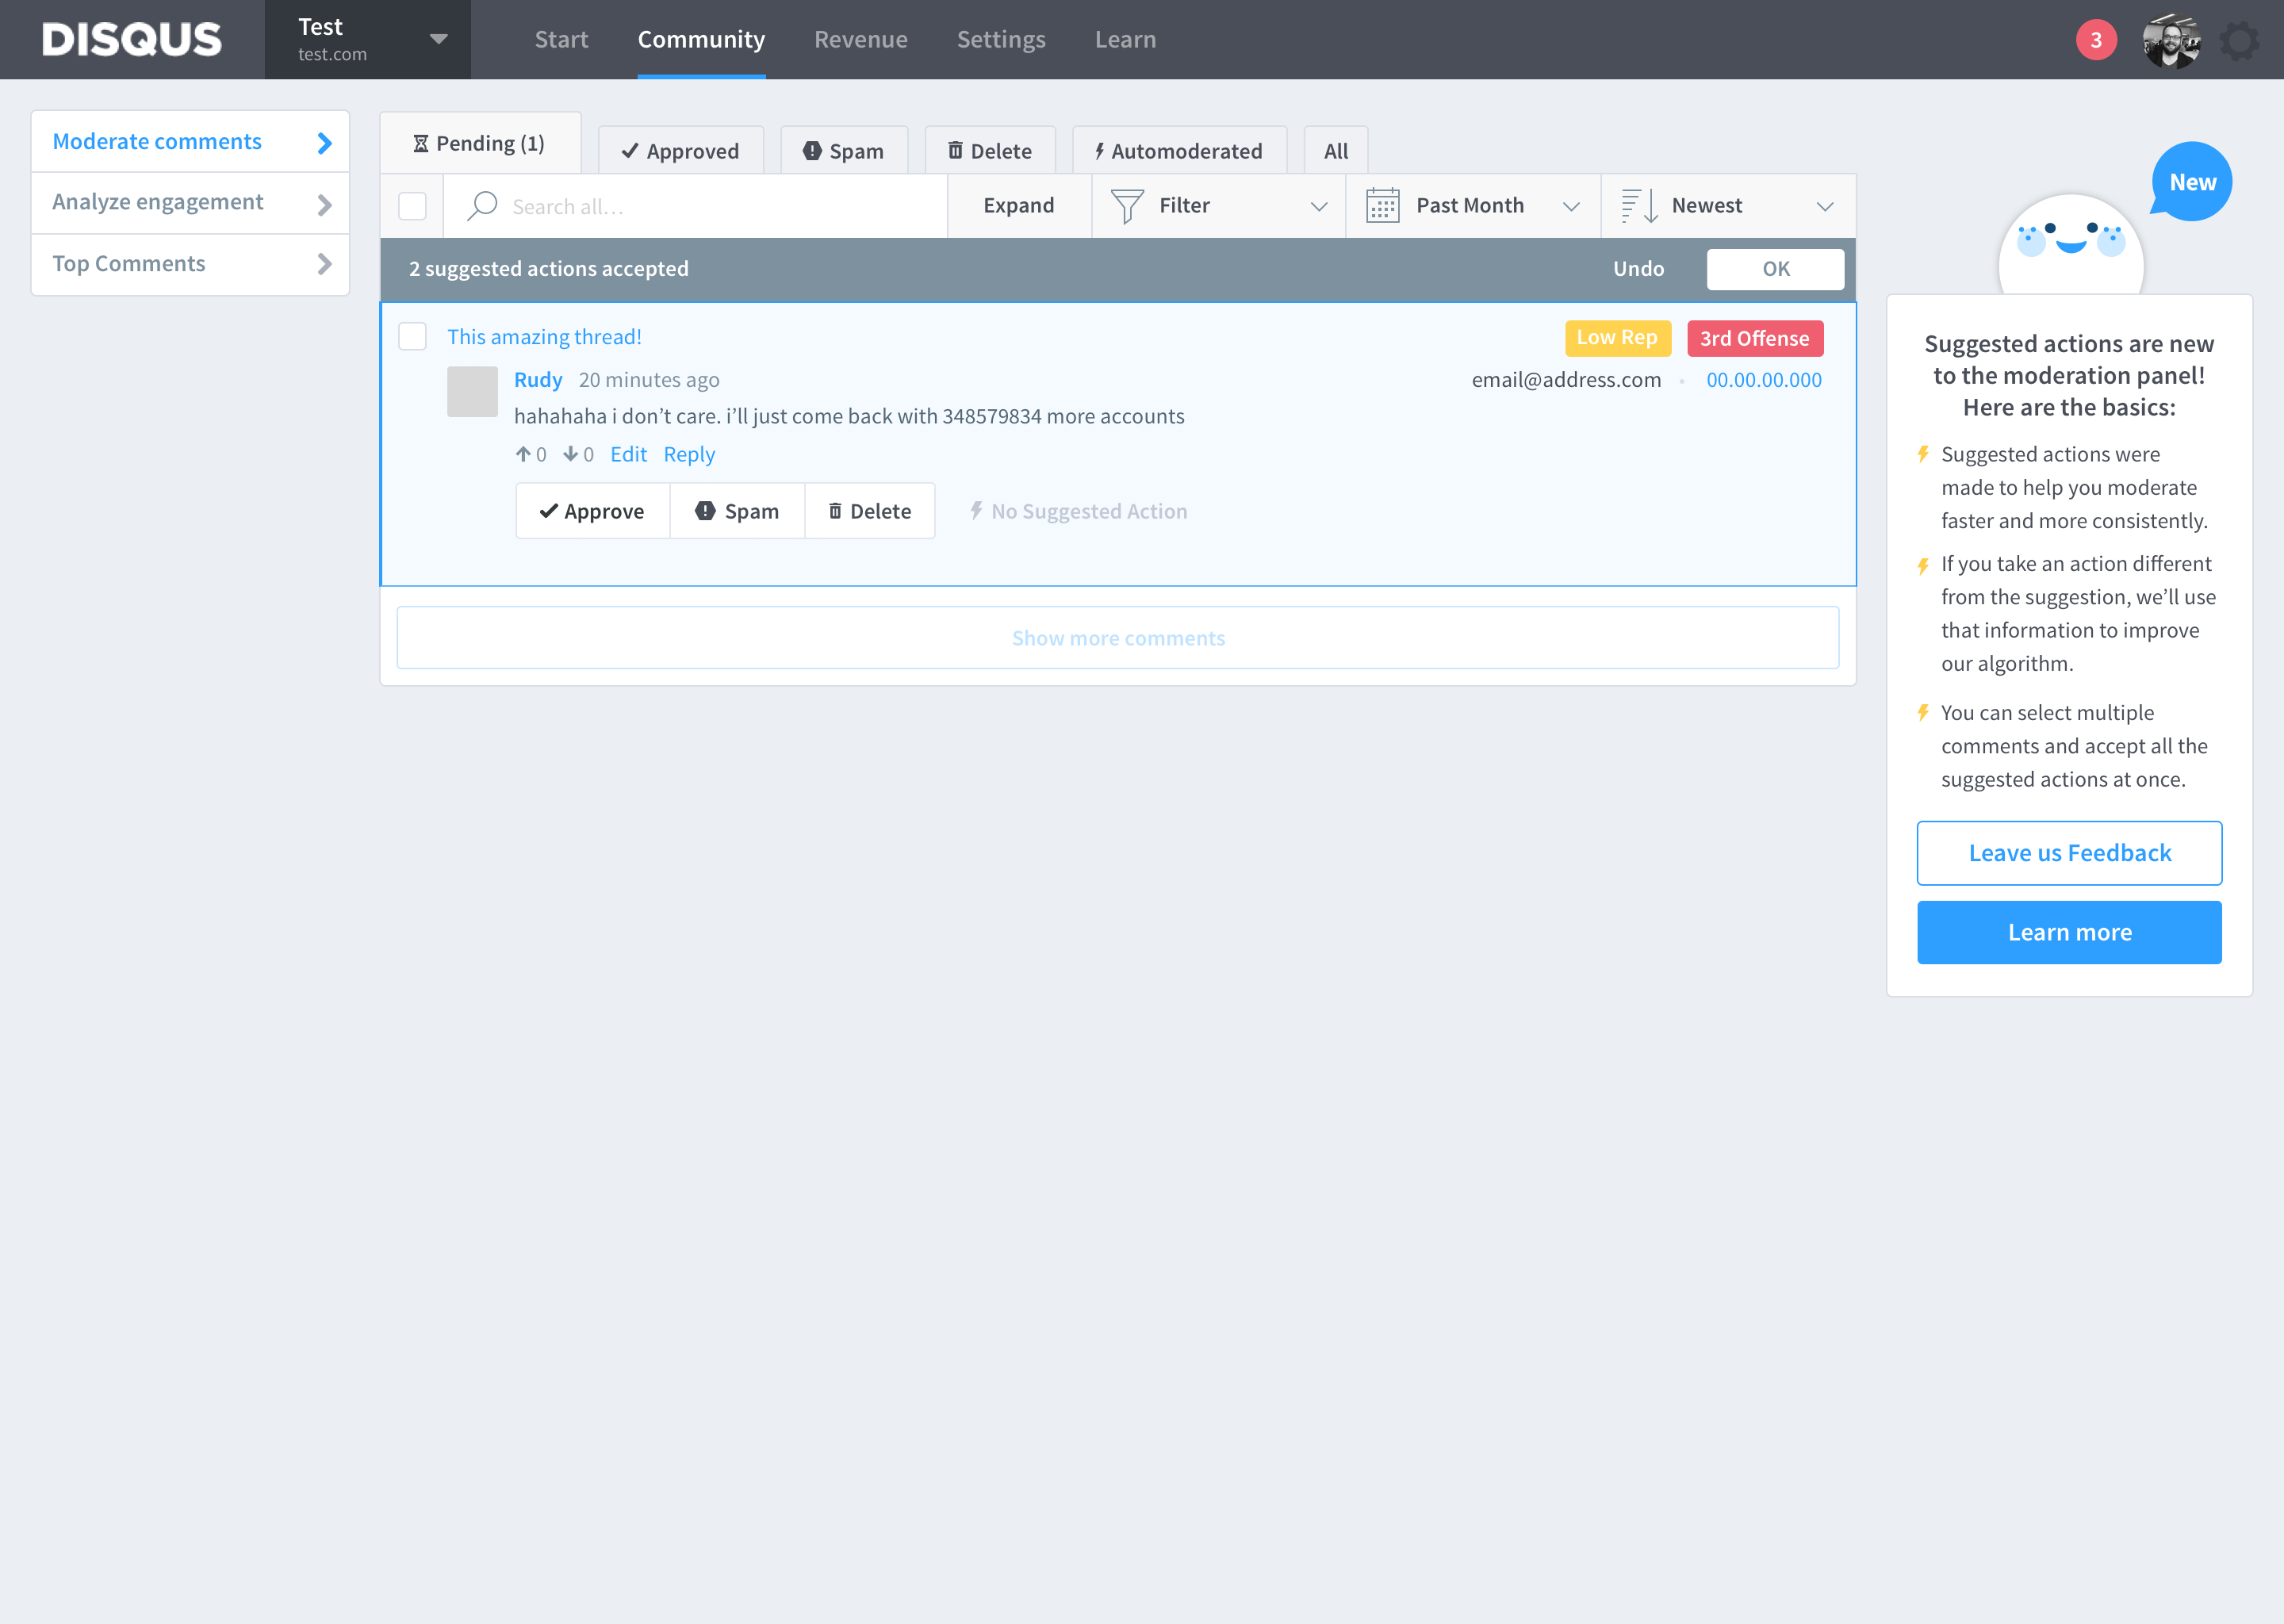 DISQUS
Test
test.com
Start
Community
Revenue
Settings
Learn
3
Moderate comments
Analyze engagement
Top Comments
Pending (1)
Approved
Spam
Delete
Automoderated
All
Search all...
Expand
Filter
Past Month
Newest
2 suggested actions accepted
Undo
OK
This amazing thread!
Low Rep
3rd Offense
Rudy 20 minutes ago
email@address.com • 00.00.00.000
hahahaha i don’t care. i’ll just come back with 348579834 more accounts
0 0 Edit Reply
Approve
Spam
Delete
No Suggested Action
Show more comments
New
Suggested actions are new
to the moderation panel!
Here are the basics:
Suggested actions were
made to help you moderate
faster and more consistently.
If you take an action different
from the suggestion, we’ll use
that information to improve
our algorithm.
You can select multiple
comments and accept all the
suggested actions at once.
Leave us Feedback
Learn more